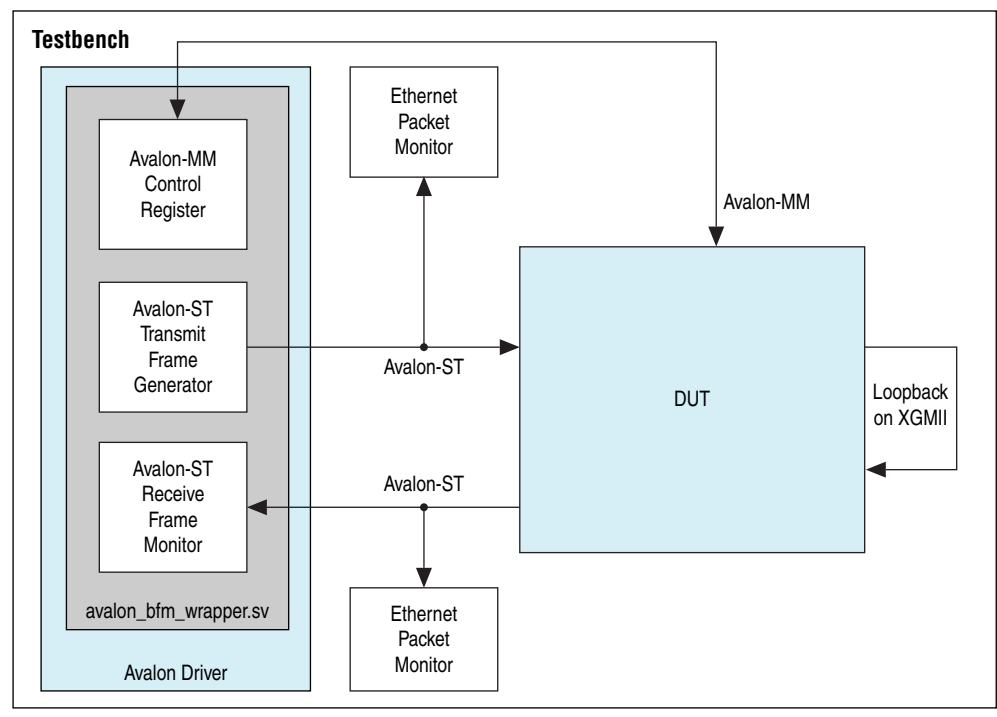 Testbench
Ethernet
Packet
Monitor
Avalon-MM
Control
Register
Avalon-MM
Avalon-ST
Transmit
Frame
Generator
Avalon-ST
DUT
Loopback
on XGMII
Avalon-ST
Receive
Frame
Monitor
Avalon-ST
avalon_bfm_wrapper.sv
Ethernet
Packet
Monitor
Avalon Driver